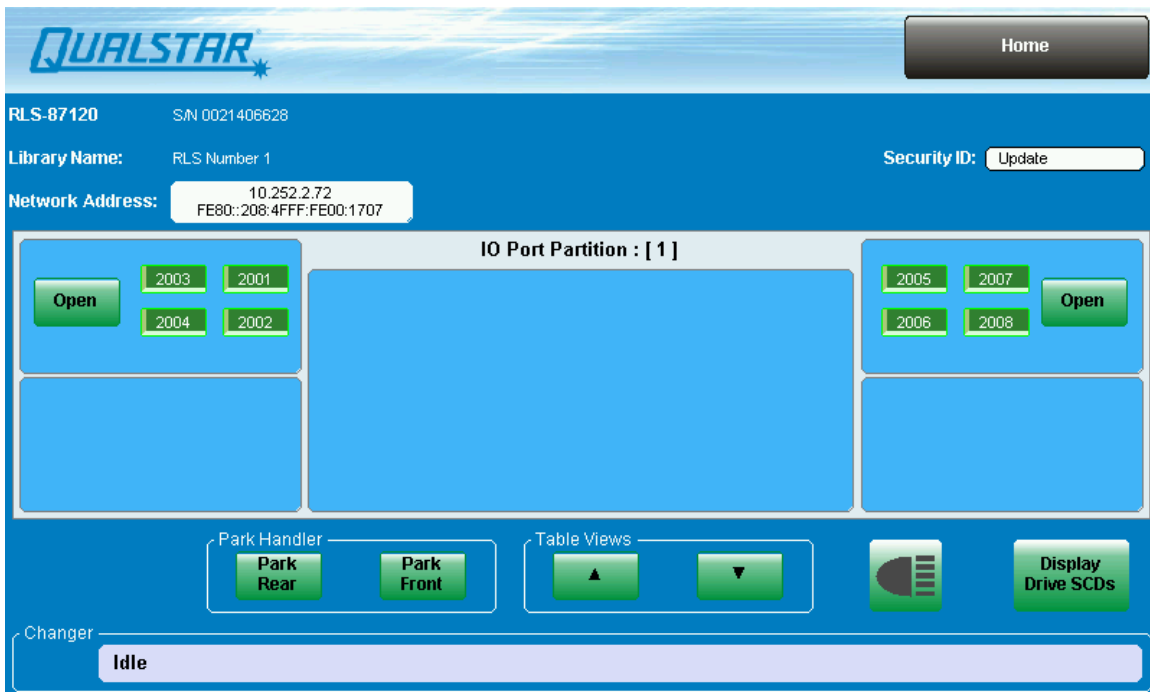 QUALSTAR
Home
RLS-87120 S/N 0021406628
Library Name: RLS Number 1
Security ID: Update
Network Address: 10.252.2.72
FE80::208:4FFF:FE00:1707
IO Port Partition : [ 1 ]
Open
2003 2001
2004 2002
2005 2007
2006 2008
Open
Park Handler
Park
Rear
Park
Front
Table Views
▲ ▼
Display
Drive SCDs
Changer
Idle